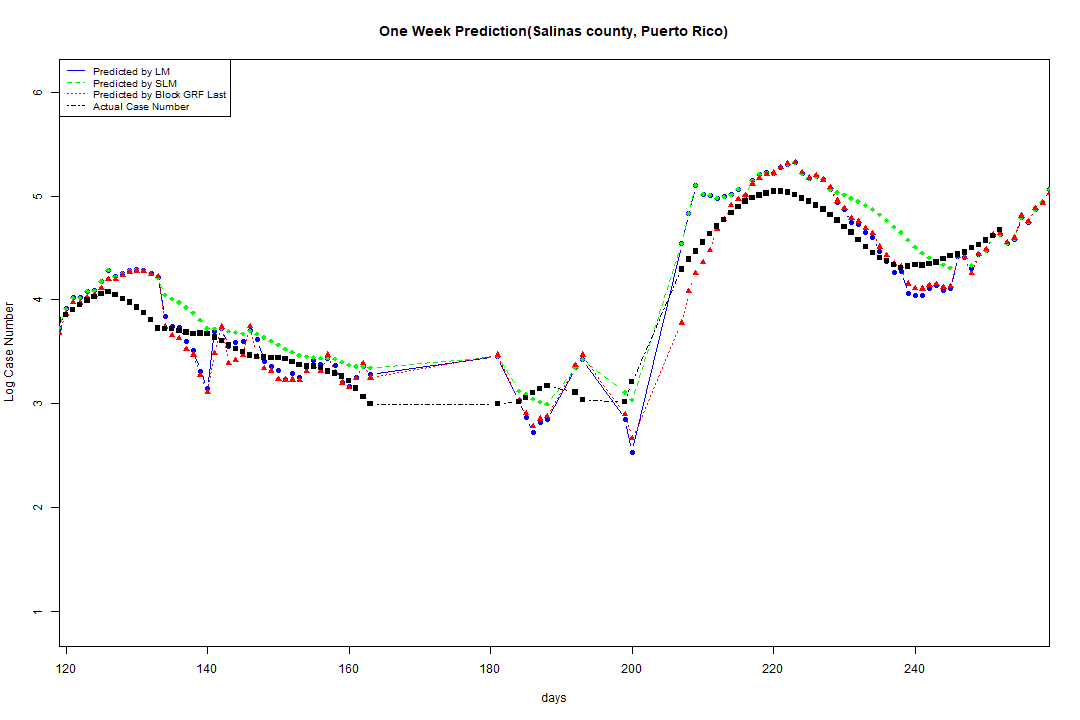 One Week Prediction(Salinas county, Puerto Rico)
Predicted by LM
Predicted by SLM
Predicted by Block GRF Last
Actual Case Number
6
5
4
3
2
1
Log Case Number
120 140 160 180 200 220 240
days